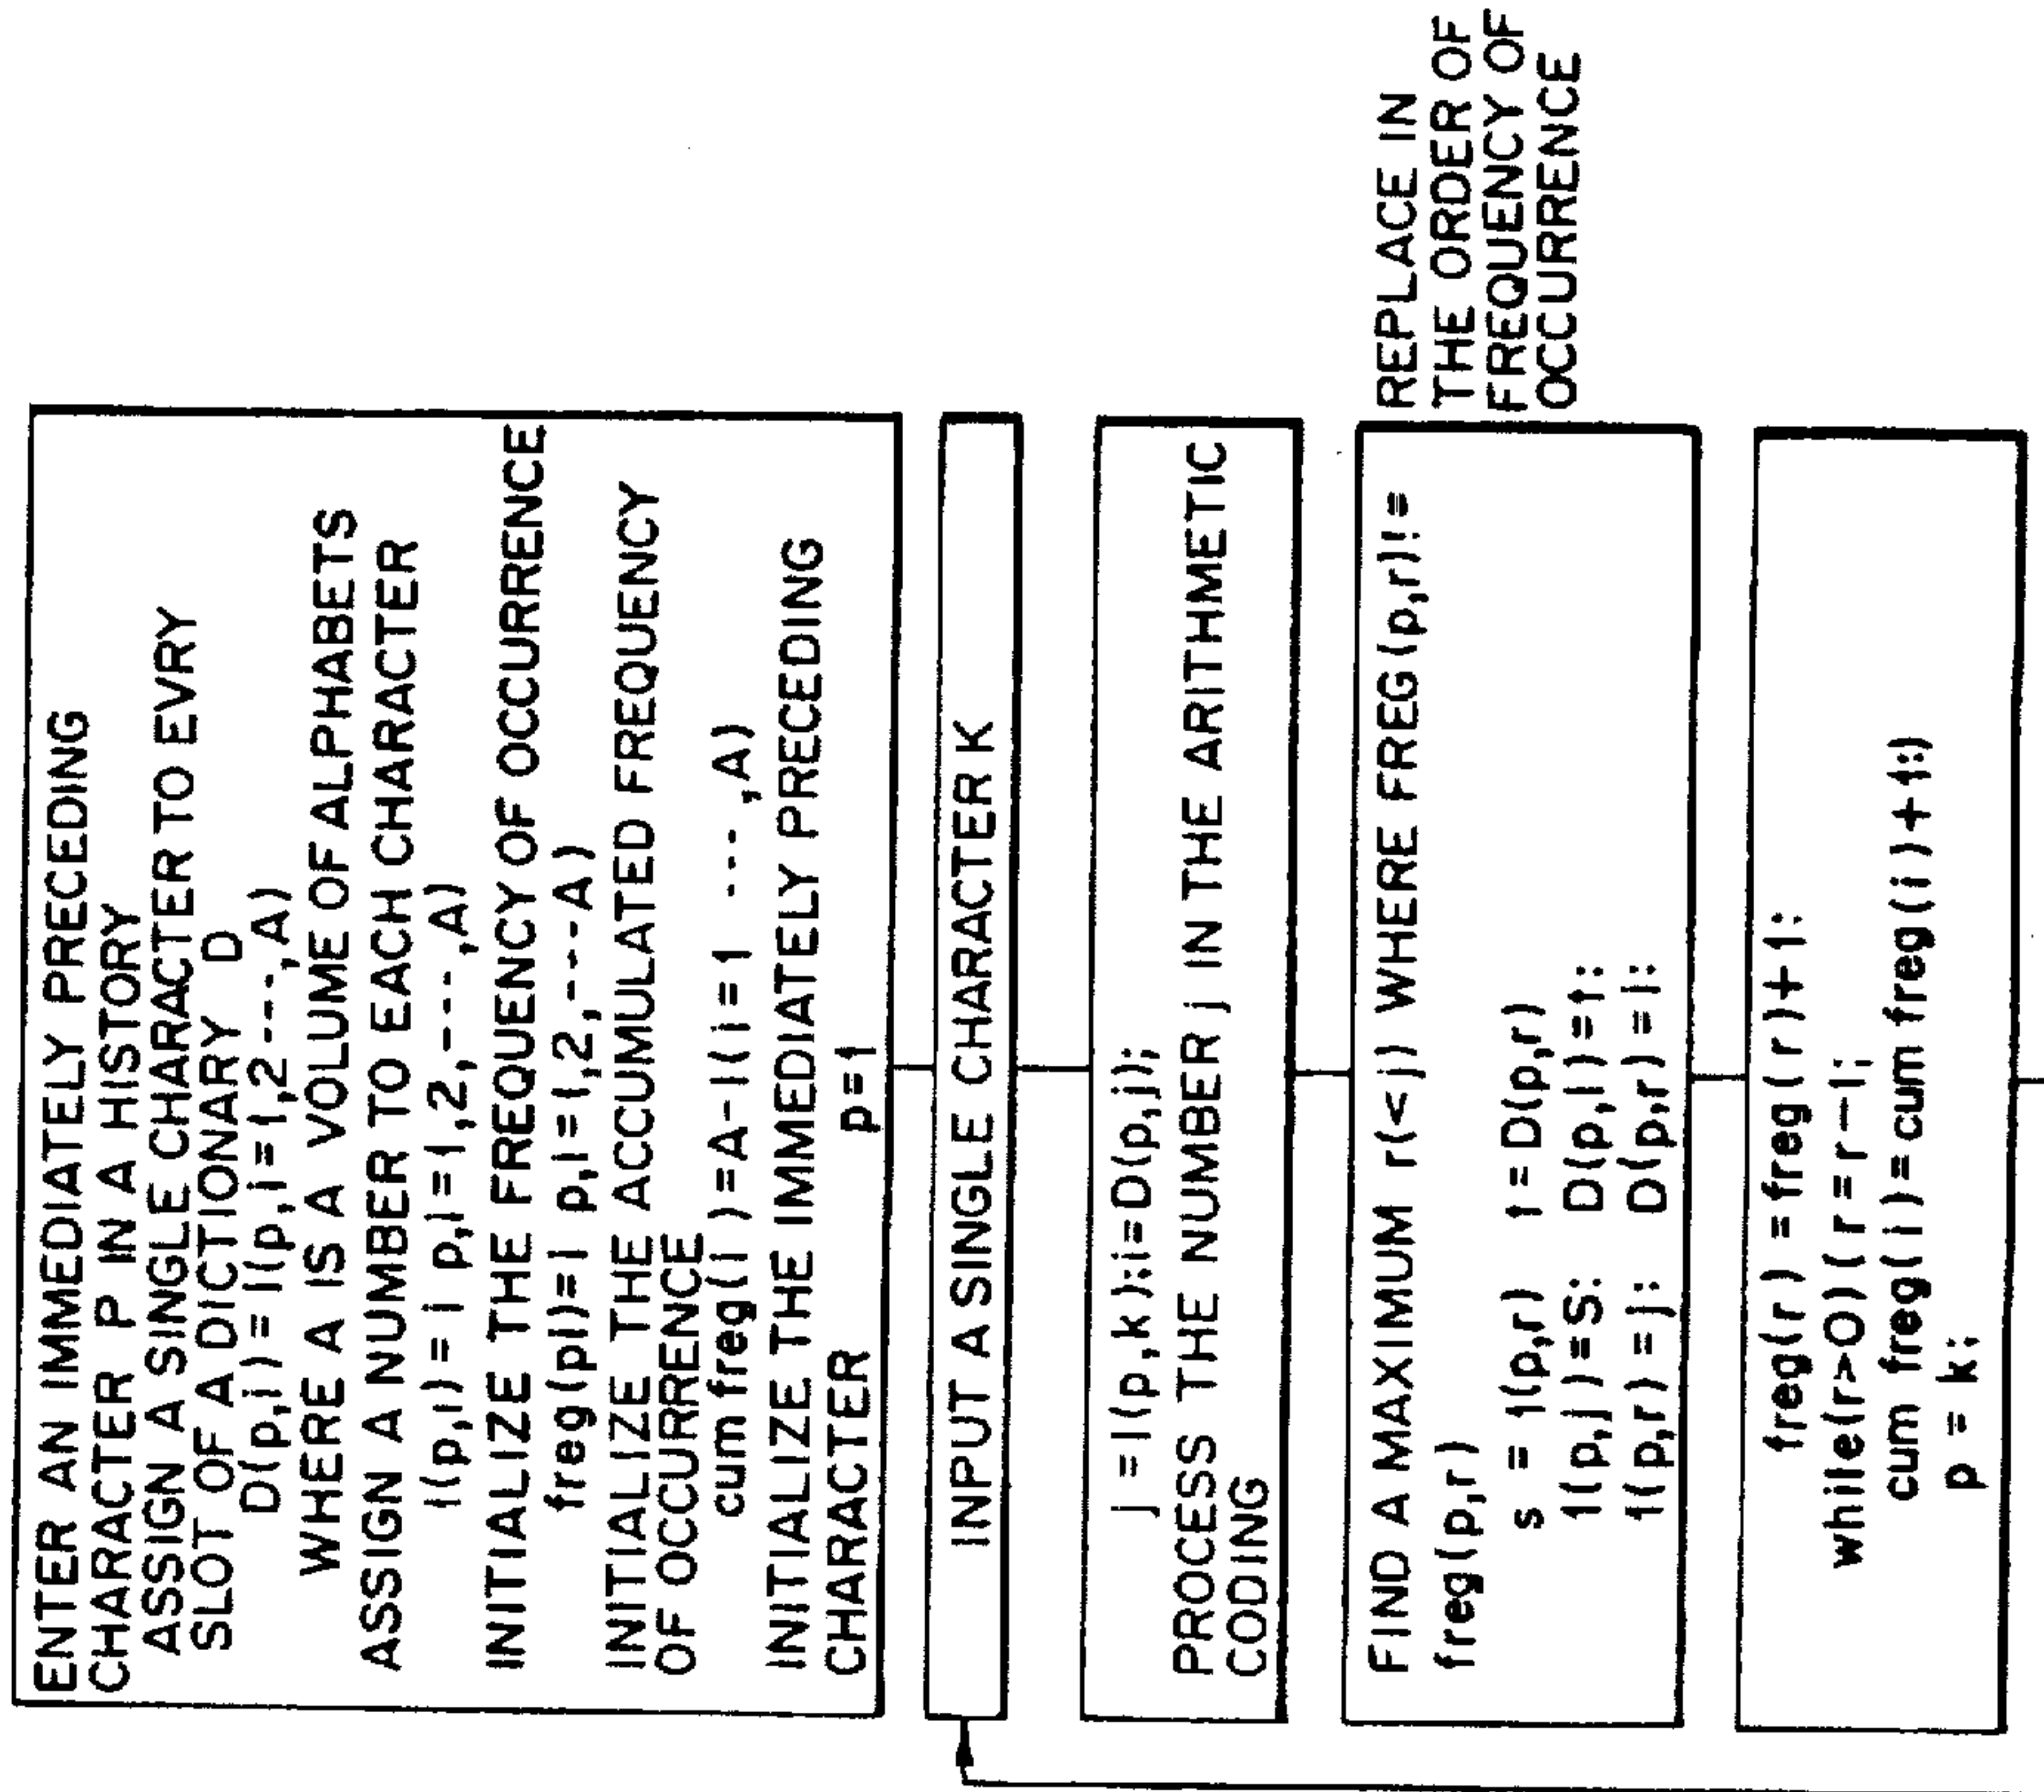 ENTER AN IMMEDIATELY PRECEDING
CHARACTER P IN A HISTORY
ASSIGN A SINGLE CHARACTER TO EVRY
SLOT OF A DICTIONARY D
D(p,i) = i(p,i=1,2---,A)
WHERE A IS A VOLUME OF ALPHABETS
ASSIGN A NUMBER TO EACH CHARACTER
I(p,i) = i p,i=1,2,---,A)
INITIALIZE THE FREQUENCY OF OCCURRENCE
freg(pi)=1 p,i=1,2,---A)
INITIALIZE THE ACCUMULATED FREQUENCY
OF OCCURRENCE
cum freg(i)=A-i(i=1 ---,A)
INITIALIZE THE IMMEDIATELY PRECEDING
CHARACTER p=1
INPUT A SINGLE CHARACTER K
j=I(p,k);i=D(p,j);
PROCESS THE NUMBER j IN THE ARITHMETIC
CODING
FIND A MAXIMUM r(<j) WHERE FREG(p,r)!=
freg(p,r)
s = I(p,r) t=D(p,r)
I(p,j)=S; D(p,i)=t;
I(p,r)=j; D(p,r)=i;
REPLACE IN
THE ORDER OF
FREQUENCY OF
OCCURRENCE
freg(r)=freg(r)+1;
while(r>0)(r=r-1;
cum freg(i)=cum freg(i)+1;)
p=k;